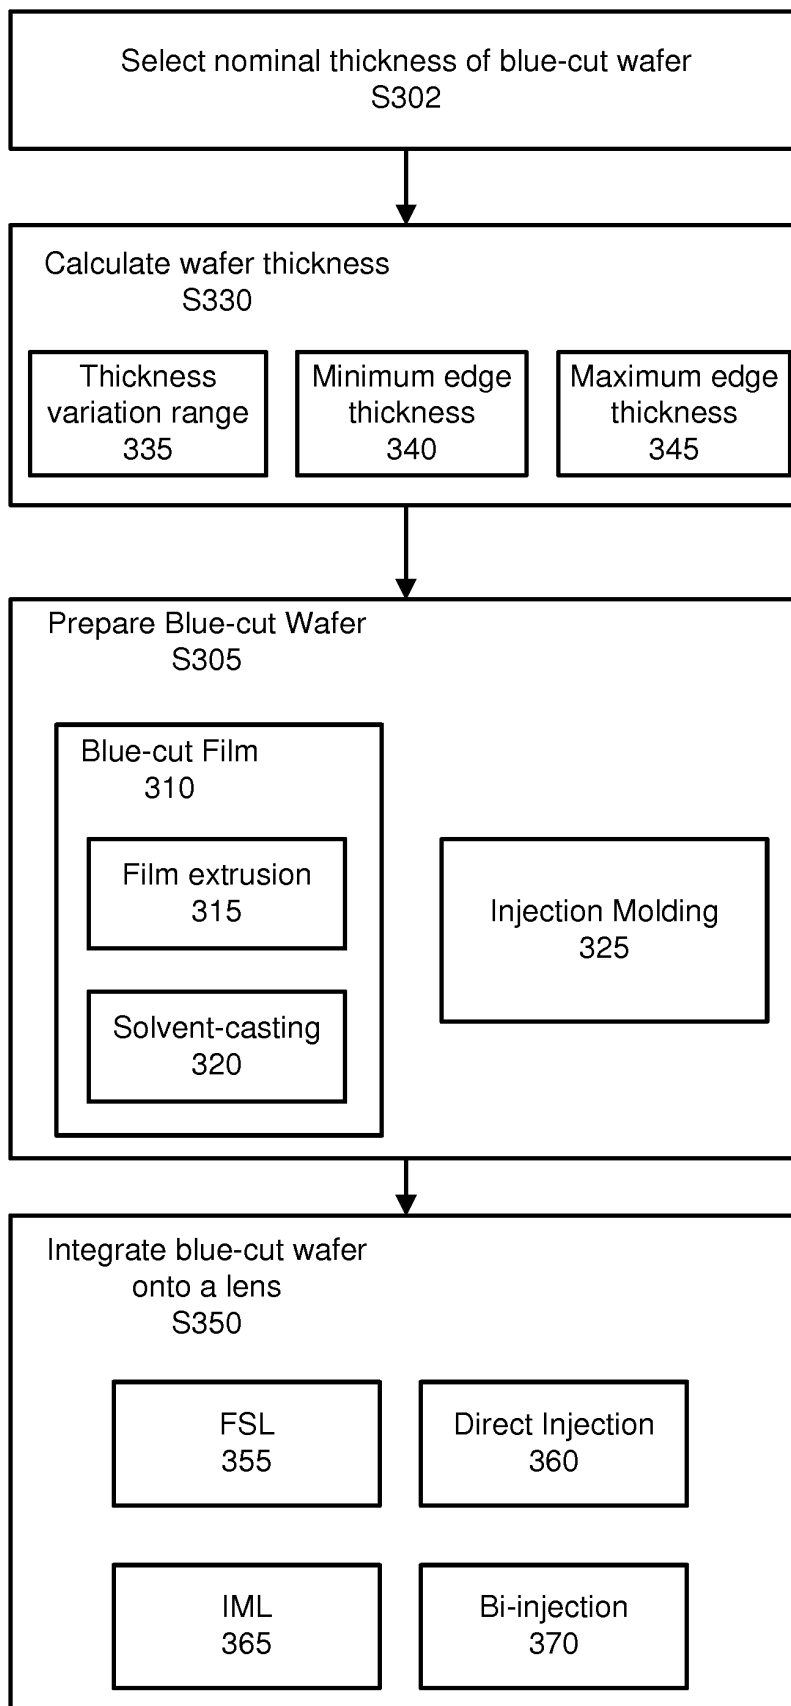 Select nominal thickness of blue-cut wafer
S302
Calculate wafer thickness
S330
Thickness
variation range
335
Minimum edge
thickness
340
Maximum edge
thickness
345
Prepare Blue-cut Wafer
S305
Blue-cut Film
310
Film extrusion
315
Solvent-casting
320
Injection Molding
325
Integrate blue-cut wafer
onto a lens
S350
FSL
355
Direct Injection
360
IML
365
Bi-injection
370